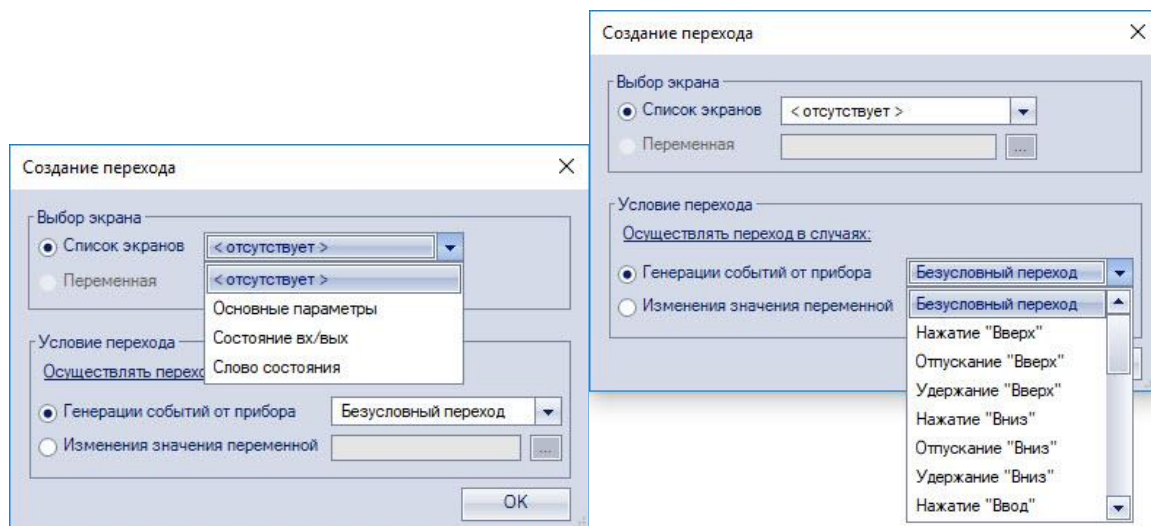 Создание перехода
Выбор экрана
Список экранов
< отсутствует >
Переменная
< отсутствует >
Основные параметры
Состояние вх/вых
Слово состояния
Условие перехода
Осуществлять перехо
Генерации событий от прибора
Безусловный переход
Изменения значения переменной
...
OK
Создание перехода
Выбор экрана
Список экранов
< отсутствует >
Переменная
...
Условие перехода
Осуществлять переход в случаях:
Генерации событий от прибора
Безусловный переход
Изменения значения переменной
Безусловный переход
Нажатие "Вверх"
Отпускание "Вверх"
Удержание "Вверх"
Нажатие "Вниз"
Отпускание "Вниз"
Удержание "Вниз"
Нажатие "Ввод"